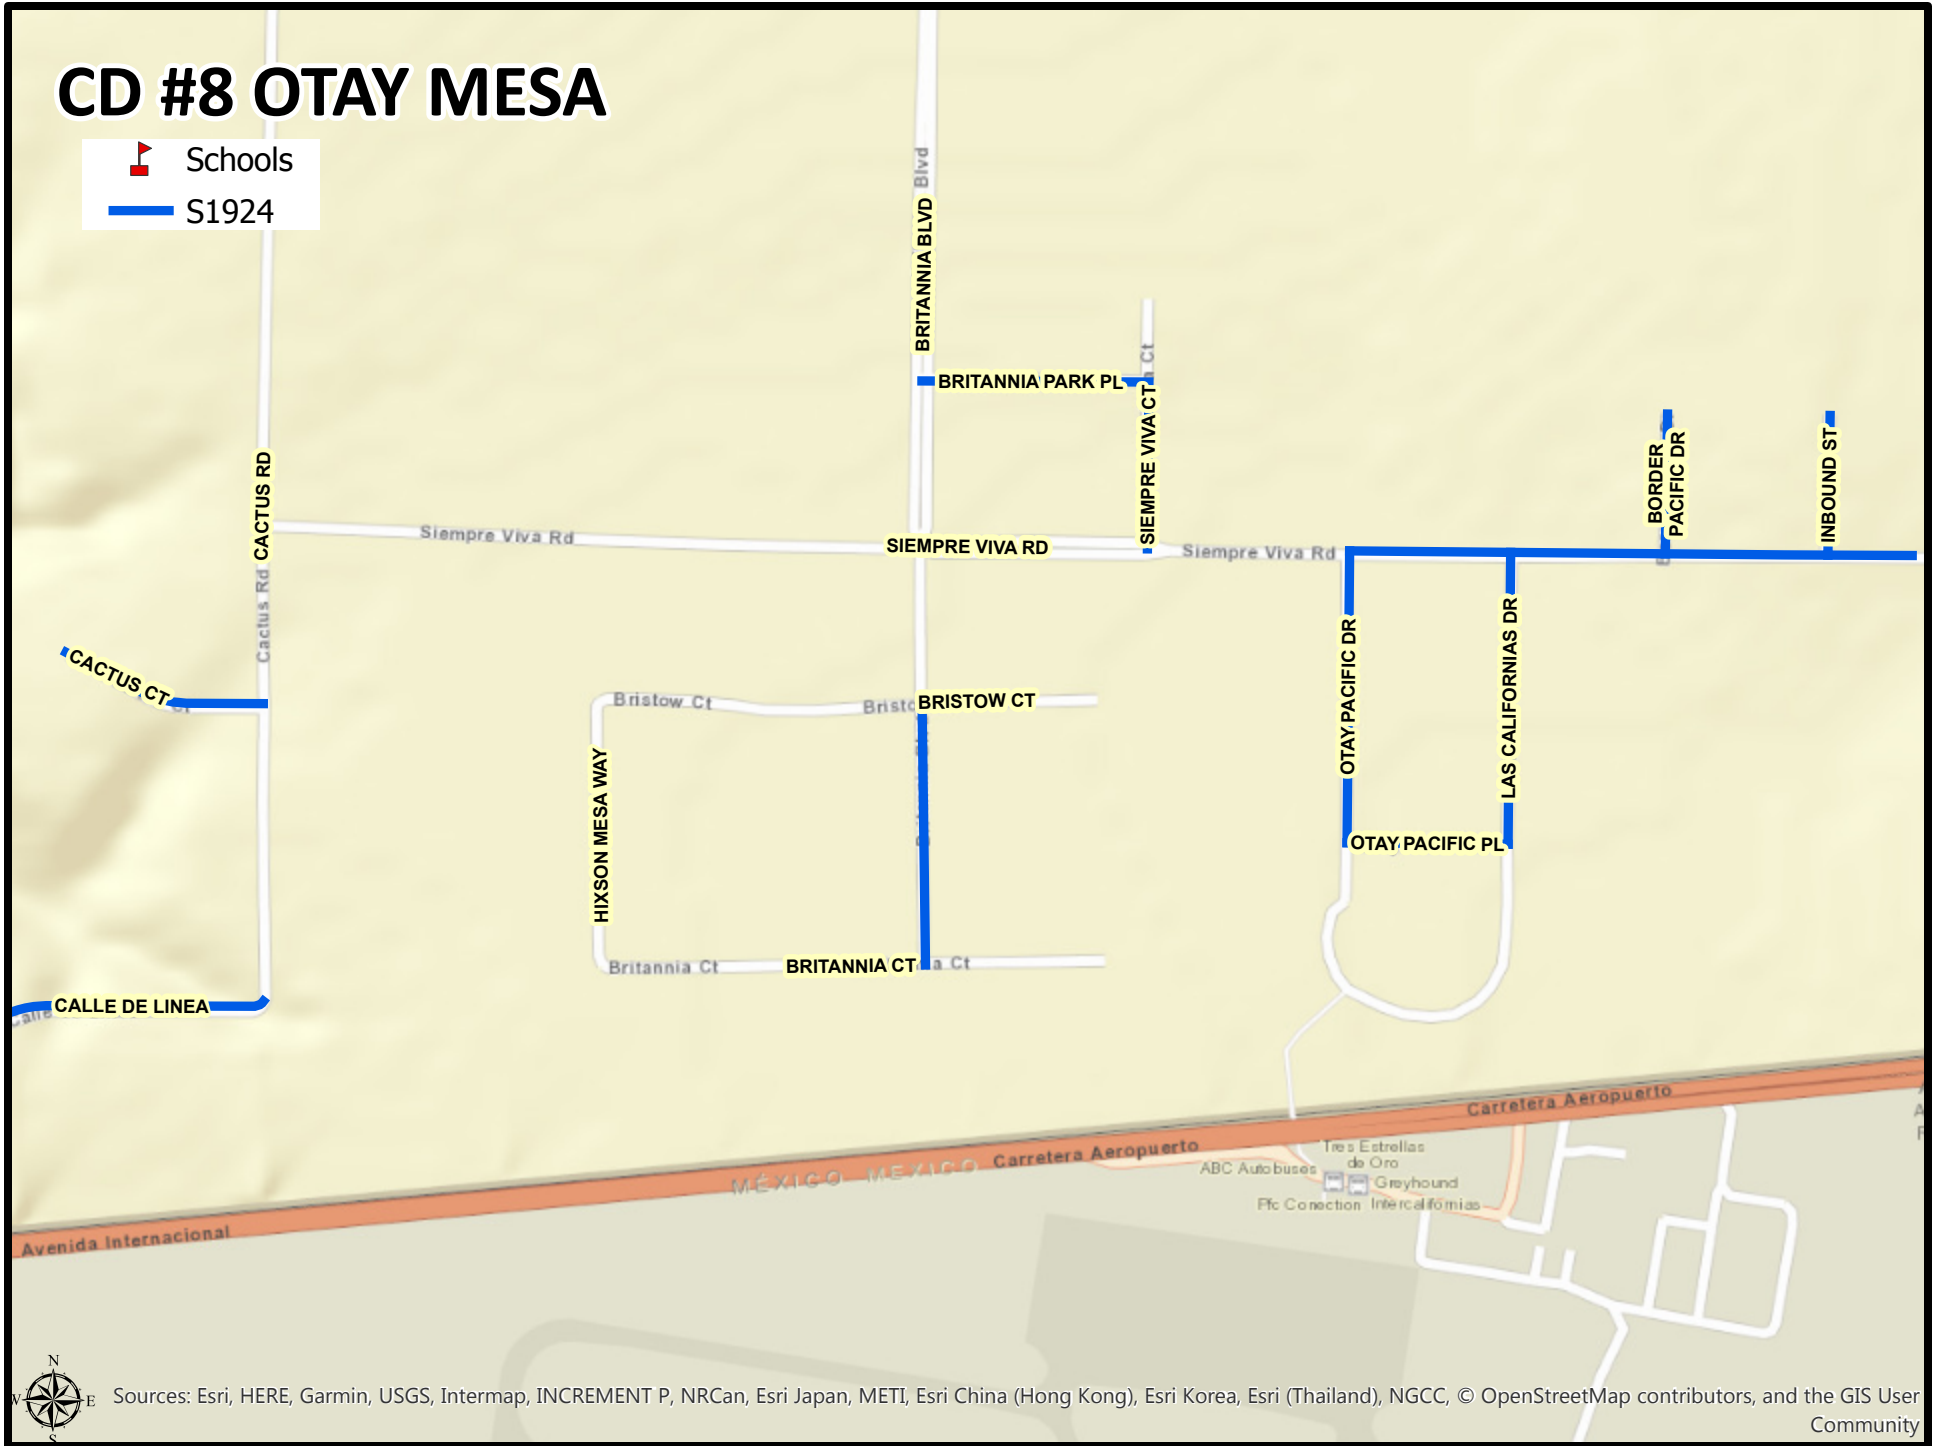 CD #8 OTAY MESA
Schools
S1924
Blvd
BRITANNIA BLVD
BRITANNIA PARK PL
Ct
SIEMPRE VIVA CT
CACTUS RD
Cactus Rd
Siempre Viva Rd
SIEMPRE VIVA RD
Siempre Viva Rd
BORDER
PACIFIC DR
INBOUND ST
CACTUS CT
Bristow Ct
BRISTOW CT
OTAY PACIFIC DR
LAS CALIFORNIAS DR
HIXSON MESA WAY
OTAY PACIFIC PL
Britannia Ct
BRITANNIA CT
a Ct
CALLE DE LINEA
Calle
Carretera Aeropuerto
Carretera Aeropuerto
MÉXICO MEXICO
Avenida Internacional
Tres Estrellas
de Oro
ABC Autobuses
Greyhound
Pfc Conection
Intercalifornias
N
W
E
S
Sources: Esri, HERE, Garmin, USGS, Intermap, INCREMENT P, NRCan, Esri Japan, METI, Esri China (Hong Kong), Esri Korea, Esri (Thailand), NGCC, © OpenStreetMap contributors, and the GIS User
Community